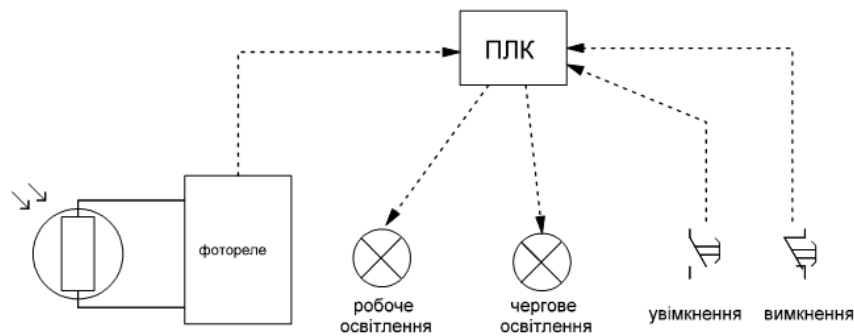 ПЛК
фотореле
робоче
освітлення
чергове
освітлення
увімкнення
вимкнення